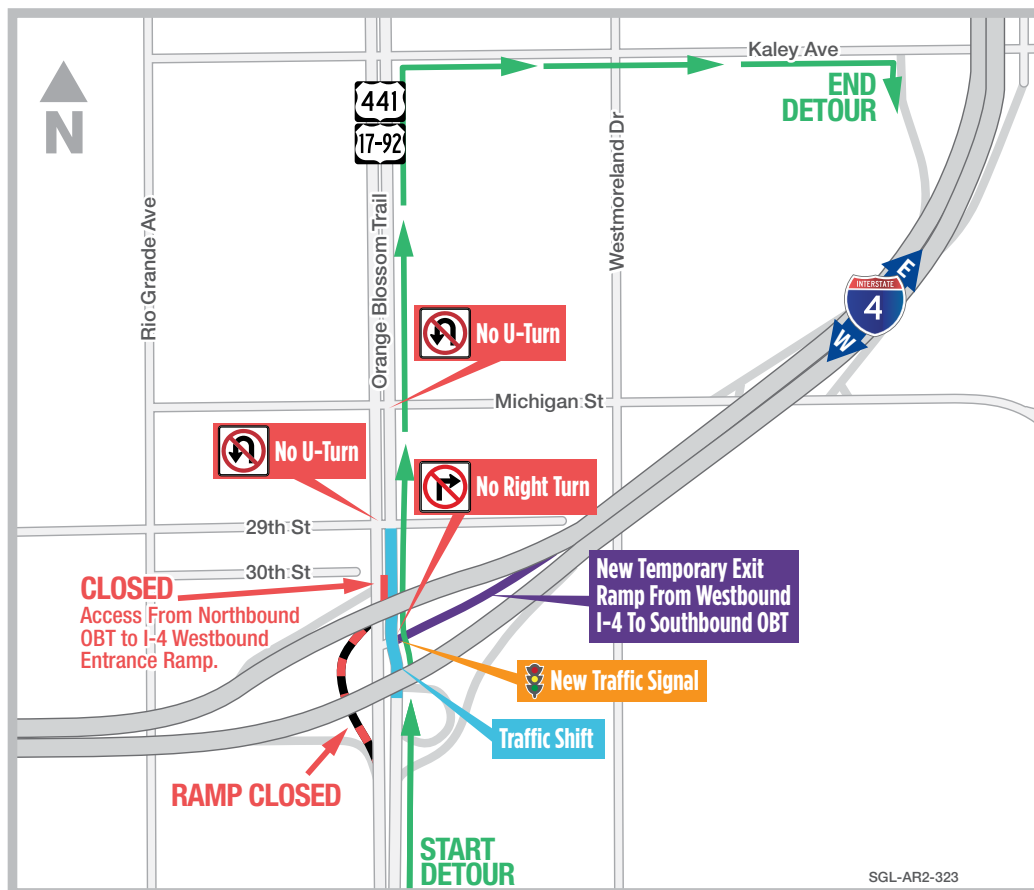 Kaley Ave
N
441
17-92
END
DETOUR
Rio Grande Ave
Orange Blossom Trail
Westmoreland Dr
E
INTERSTATE
4
W
No U-Turn
Michigan St
No U-Turn
No Right Turn
29th St
30th St
CLOSED
Access From Northbound
OBT to I-4 Westbound
Entrance Ramp.
New Temporary Exit
Ramp From Westbound
I-4 To Southbound OBT
New Traffic Signal
Traffic Shift
RAMP CLOSED
START
DETOUR
SGL-AR2-323